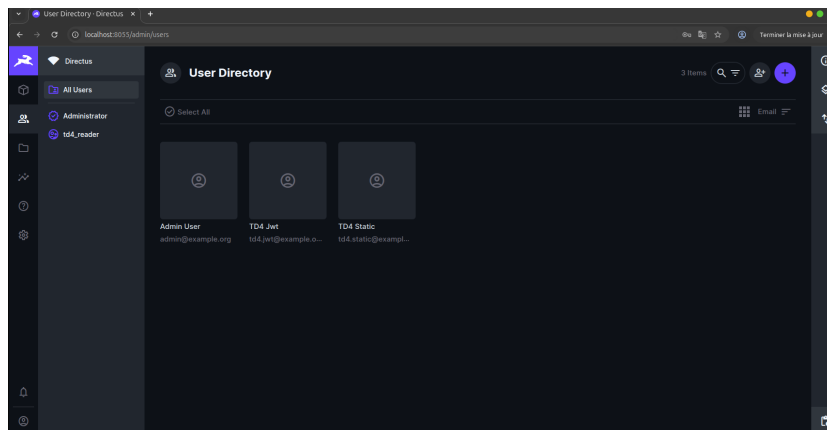 User Directory · Directus
localhost:8055/admin/users
Terminer la mise à jour
Directus
All Users
Administrator
td4_reader
User Directory
3 Items
Select All
Email
Admin User
admin@example.org
TD4 Jwt
td4.jwt@example.o...
TD4 Static
td4.static@exampl...